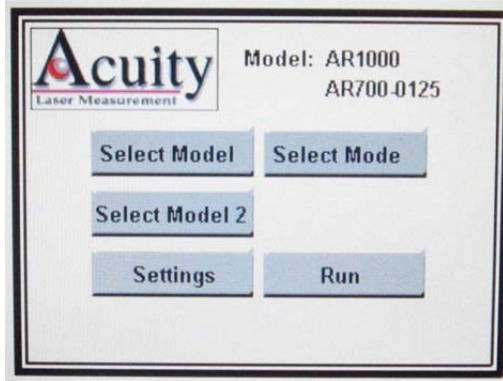 Acuity
Laser Measurement
Model: AR1000
AR700-0125
Select Model
Select Mode
Select Model 2
Settings
Run